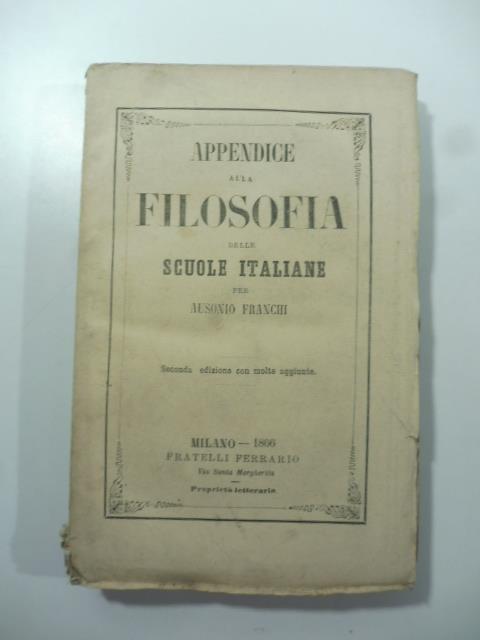 APPENDICE
ALLA
FILOSOFIA
DELLE
SCUOLE ITALIANE
PER
AUSONIO FRANCHI
Seconda edizione con molte aggiunte.
MILANO — 1866
FRATELLI FERRARIO
Via Santa Margherita
Proprietà letteraria.